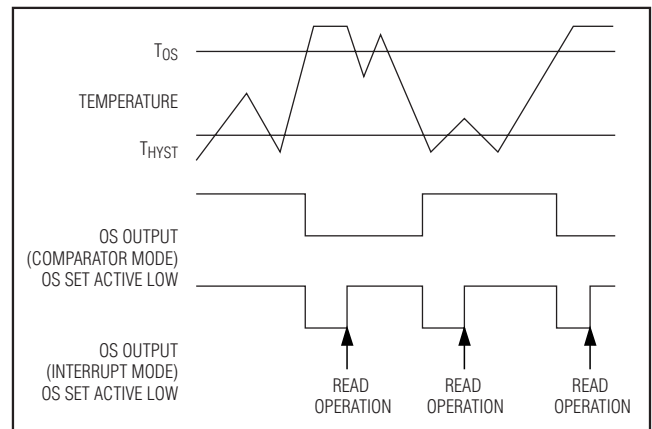 TOS
TEMPERATURE
THYST
OS OUTPUT
(COMPARATOR MODE)
OS SET ACTIVE LOW
OS OUTPUT
(INTERRUPT MODE)
OS SET ACTIVE LOW
READ
OPERATION
READ
OPERATION
READ
OPERATION